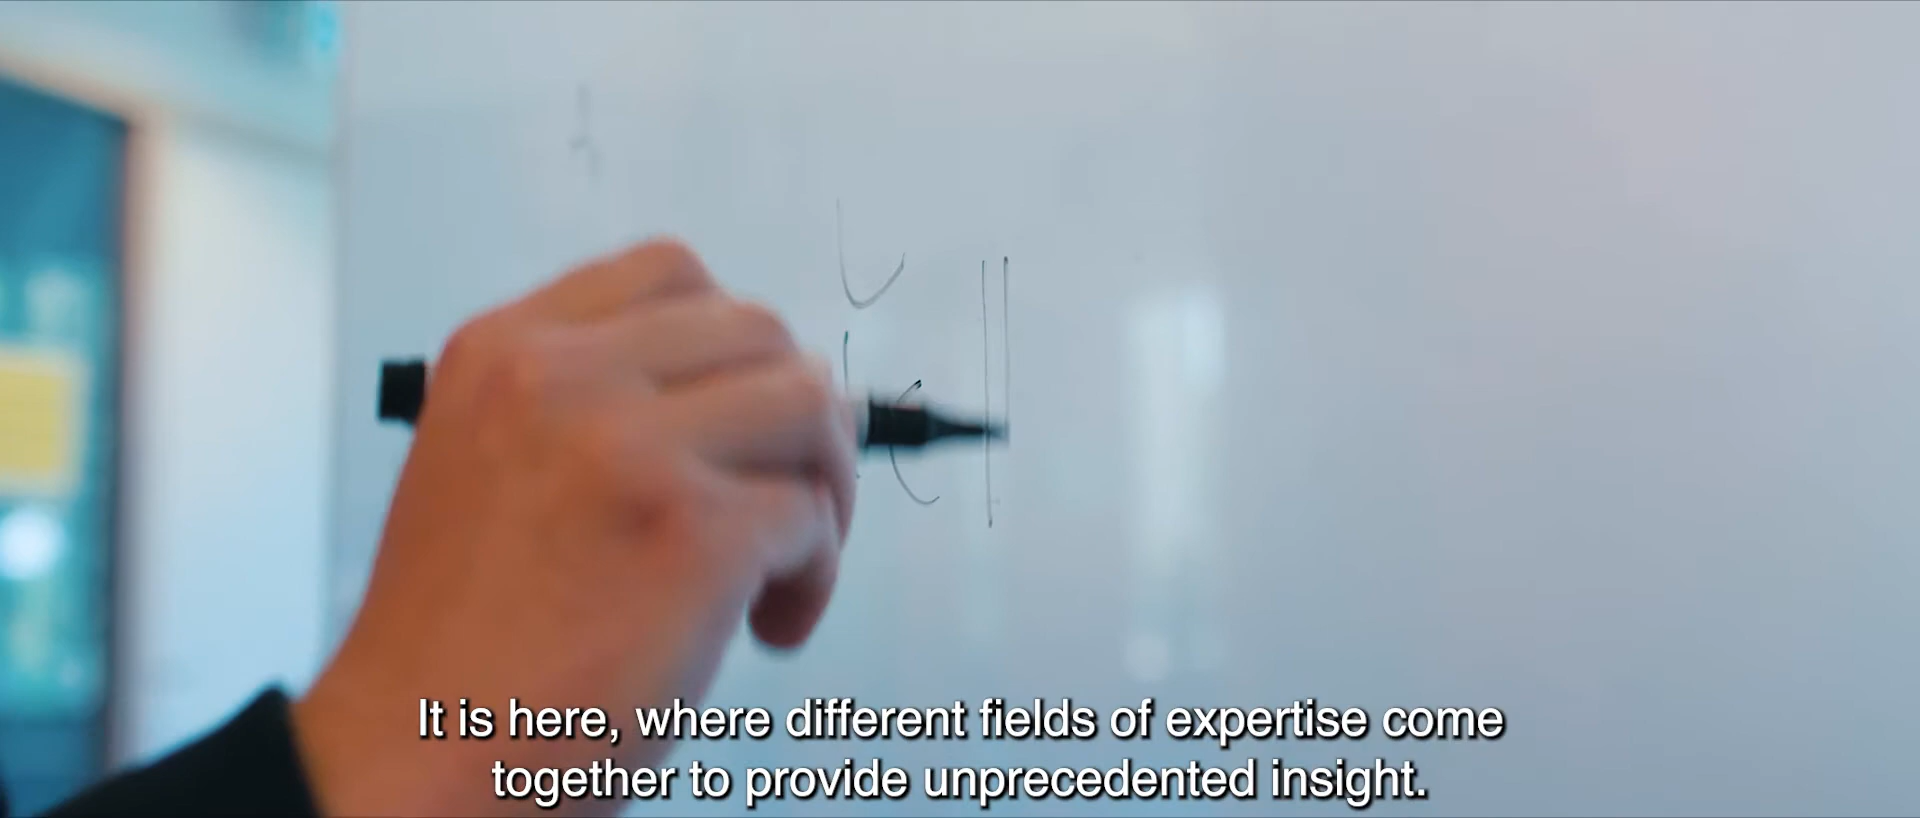 It is here, where different fields of expertise come
together to provide unprecedented insight.